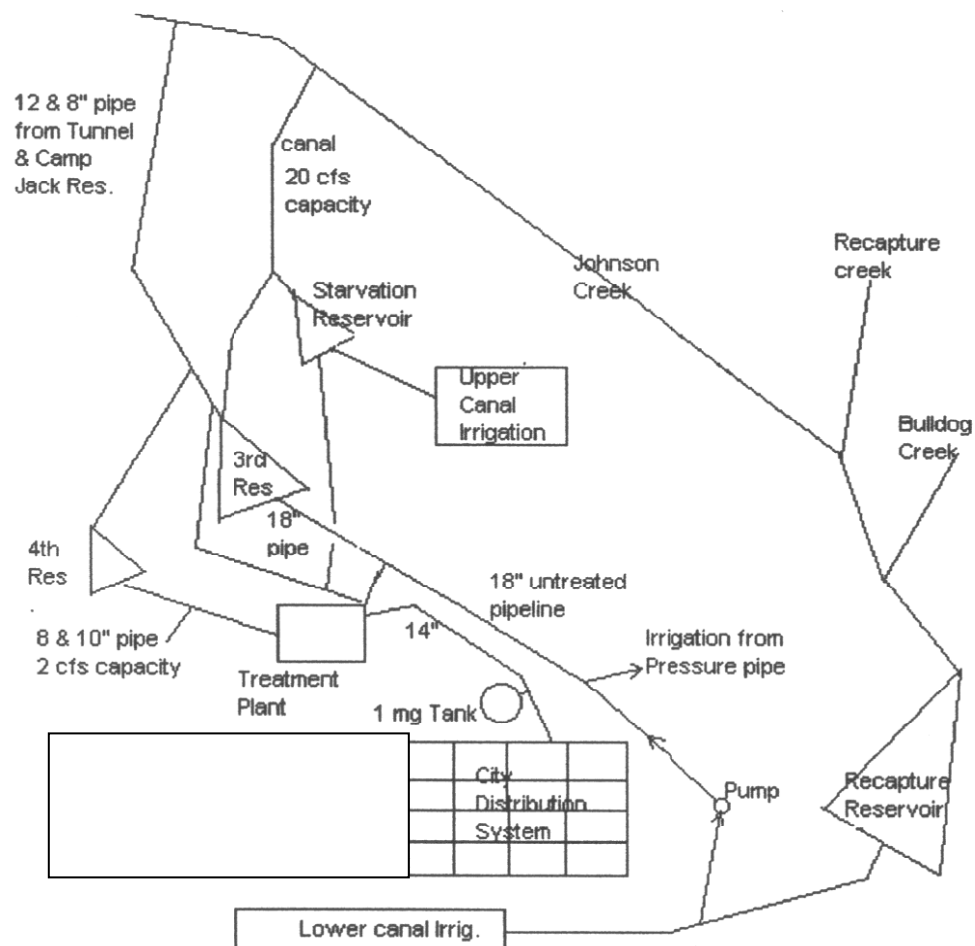 12 & 8" pipe
from Tunnel
& Camp
Jack Res.
canal
20 cfs
capacity
Johnson
Creek
Recapture
creek
Starvation
Reservoir
Upper
Canal
Irrigation
Bulldog
Creek
3rd
Res
18"
pipe
4th
Res
18" untreated
pipeline
8 & 10" pipe
2 cfs capacity
14"
Irrigation from
Pressure pipe
Treatment
Plant
1 mg Tank
City
Distribution
System
Pump
Recapture
Reservoir
Lower canal Irrig.